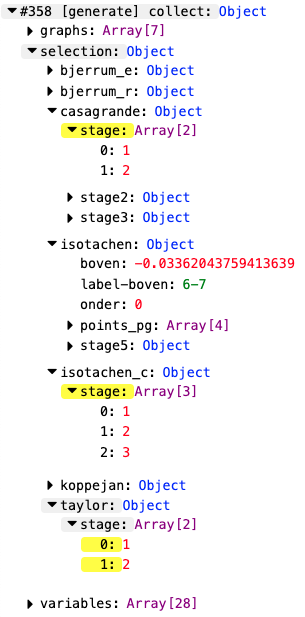 ▼#358 [generate] collect: Object
▶ graphs: Array[7]
▼selection: Object
▶ bjerrum_e: Object
▶ bjerrum_r: Object
▼casagrande: Object
▼stage: Array[2]
0: 1
1: 2
▶ stage2: Object
▶ stage3: Object
▼isotachen: Object
boven: -0.03362043759413639
label-boven: 6-7
onder: 0
▶ points_pg: Array[4]
▶ stage5: Object
▼isotachen_c: Object
▼stage: Array[3]
0: 1
1: 2
2: 3
▶ koppejan: Object
▼taylor: Object
▼stage: Array[2]
0: 1
1: 2
▶ variables: Array[28]